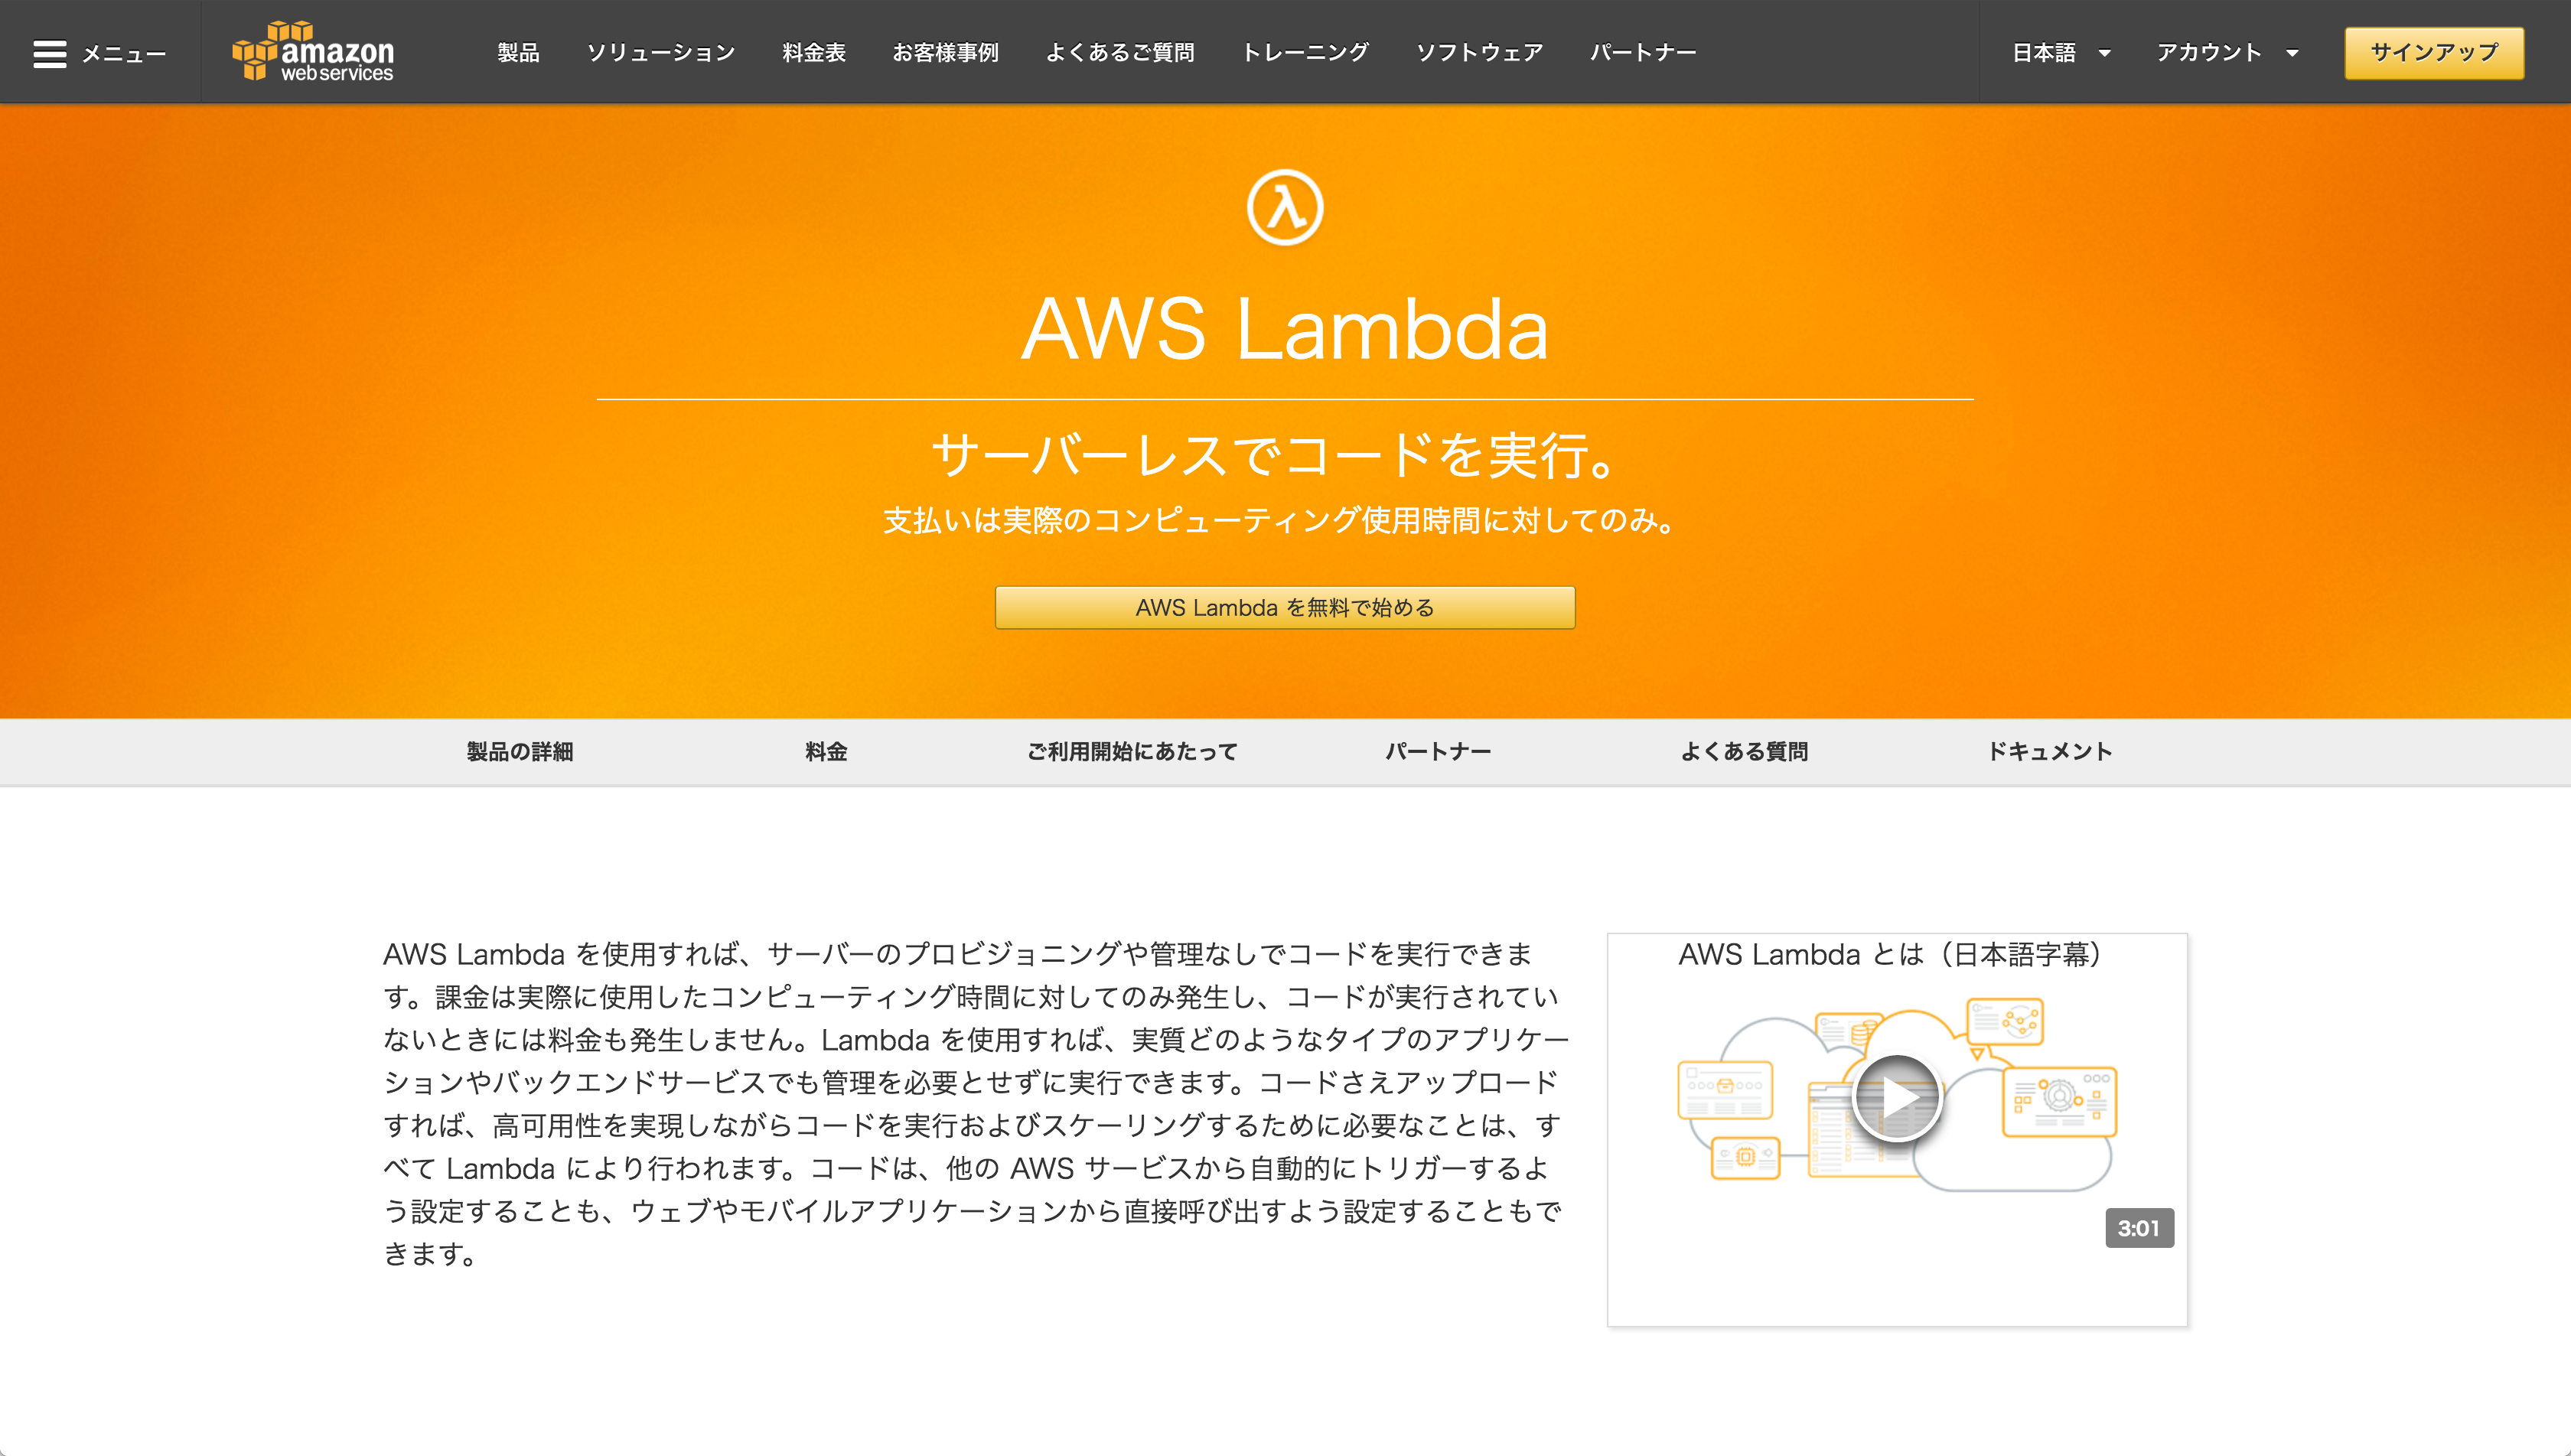 メニュー
amazon
web services
製品
ソリューション
料金表
お客様事例
よくあるご質問
トレーニング
ソフトウェア
パートナー
日本語
アカウント
サインアップ
AWS Lambda
サーバーレスでコードを実行。
支払いは実際のコンピューティング使用時間に対してのみ。
AWS Lambda を無料で始める
製品の詳細
料金
ご利用開始にあたって
パートナー
よくある質問
ドキュメント
AWS Lambda を使用すれば、サーバーのプロビジョニングや管理なしでコードを実行できま
す。課金は実際に使用したコンピューティング時間に対してのみ発生し、コードが実行されてい
ないときには料金も発生しません。Lambda を使用すれば、実質どのようなタイプのアプリケー
ションやバックエンドサービスでも管理を必要とせずに実行できます。コードさえアップロード
すれば、高可用性を実現しながらコードを実行およびスケーリングするために必要なことは、す
べて Lambda により行われます。コードは、他の AWS サービスから自動的にトリガーするよ
う設定することも、ウェブやモバイルアプリケーションから直接呼び出すよう設定することもで
きます。
AWS Lambda とは（日本語字幕）
3:01